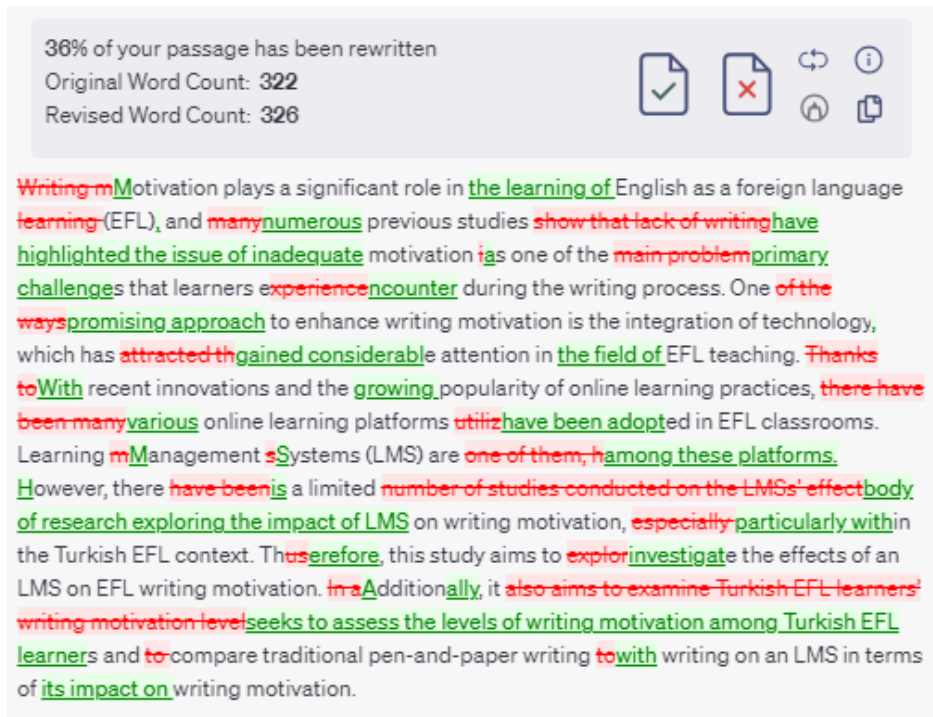 36% of your passage has been rewritten
Original Word Count: 322
Revised Word Count: 326
Writing mMotivation plays a significant role in the learning of English as a foreign language
learning (EFL), and manynumerous previous studies show that lack of writinghave
highlighted the issue of inadequate motivation ias one of the main problemprimary
challenges that learners experiencencounter during the writing process. One of the
wayspromising approach to enhance writing motivation is the integration of technology,
which has attracted thgained considerable attention in the field of EFL teaching. Thanks
toWith recent innovations and the growing popularity of online learning practices, there have
been manyvarious online learning platforms utilizhave been adopted in EFL classrooms.
Learning mManagement sSystems (LMS) are one of them, hamong these platforms.
However, there have beenis a limited number of studies conducted on the LMSs' effectbody
of research exploring the impact of LMS on writing motivation, especially particularly within
the Turkish EFL context. Thuserefore, this study aims to explorinvestigate the effects of an
LMS on EFL writing motivation. In aAdditionally, it also aims to examine Turkish EFL learners'
writing motivation levelseeks to assess the levels of writing motivation among Turkish EFL
learners and to compare traditional pen-and-paper writing towith writing on an LMS in terms
of its impact on writing motivation.